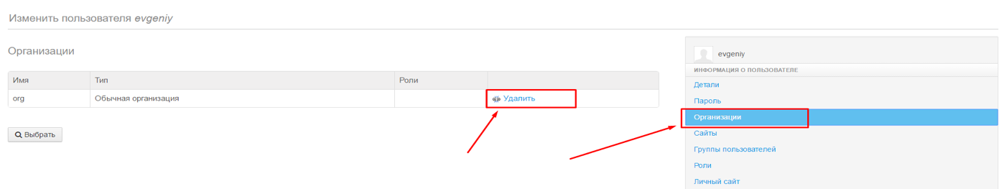 Изменить пользователя evgeniy
Организации
Имя Тип Роли
org Обычная организация Удалить
Выбрать
evgeniy
ИНФОРМАЦИЯ О ПОЛЬЗОВАТЕЛЕ
Детали
Пароль
Организации
Сайты
Группы пользователей
Роли
Личный сайт